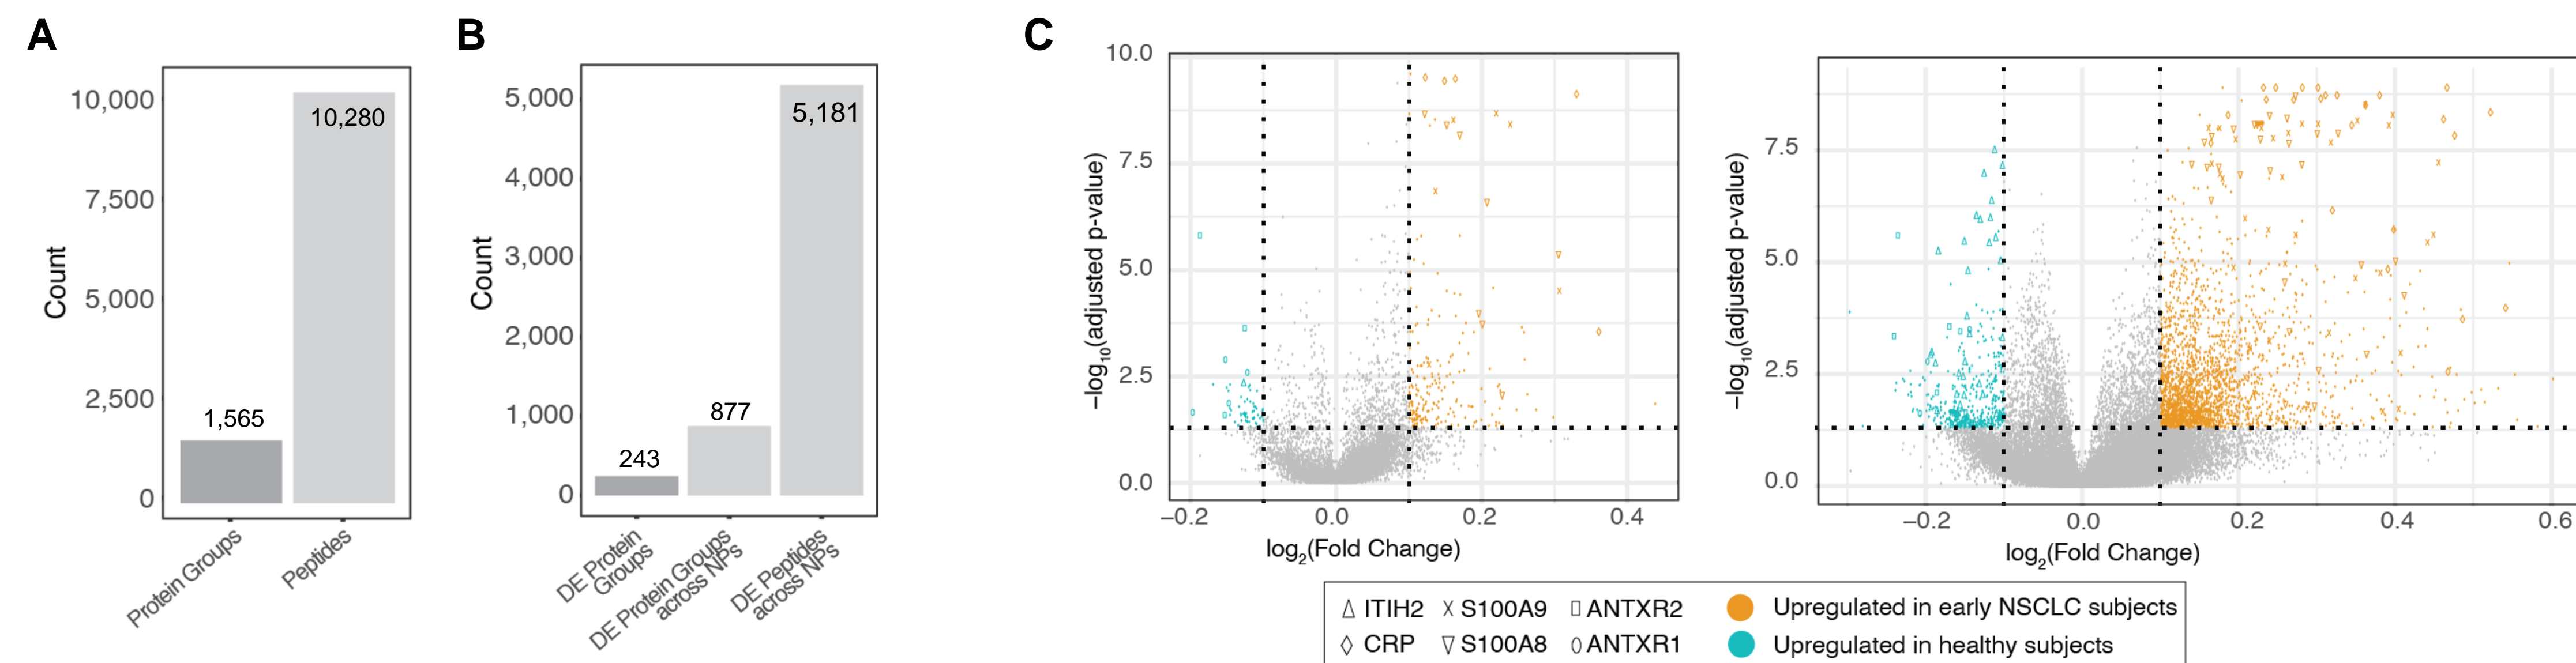 A
Count
10,000
7,500
5,000
2,500
0
1,565
10,280
Protein Groups
Peptides
B
Count
5,000
4,000
3,000
2,000
1,000
0
243
877
5,181
DE Protein
Groups
DE Protein Groups
across NPs
DE Peptides
across NPs
C
−log10(adjusted p-value)
10.0
7.5
5.0
2.5
0.0
−0.2
0.0
0.2
0.4
log2(Fold Change)
−log10(adjusted p-value)
7.5
5.0
2.5
0.0
−0.2
0.0
0.2
0.4
0.6
log2(Fold Change)
ITIH2 S100A9 ANTXR2 Upregulated in early NSCLC subjects
CRP S100A8 ANTXR1 Upregulated in healthy subjects